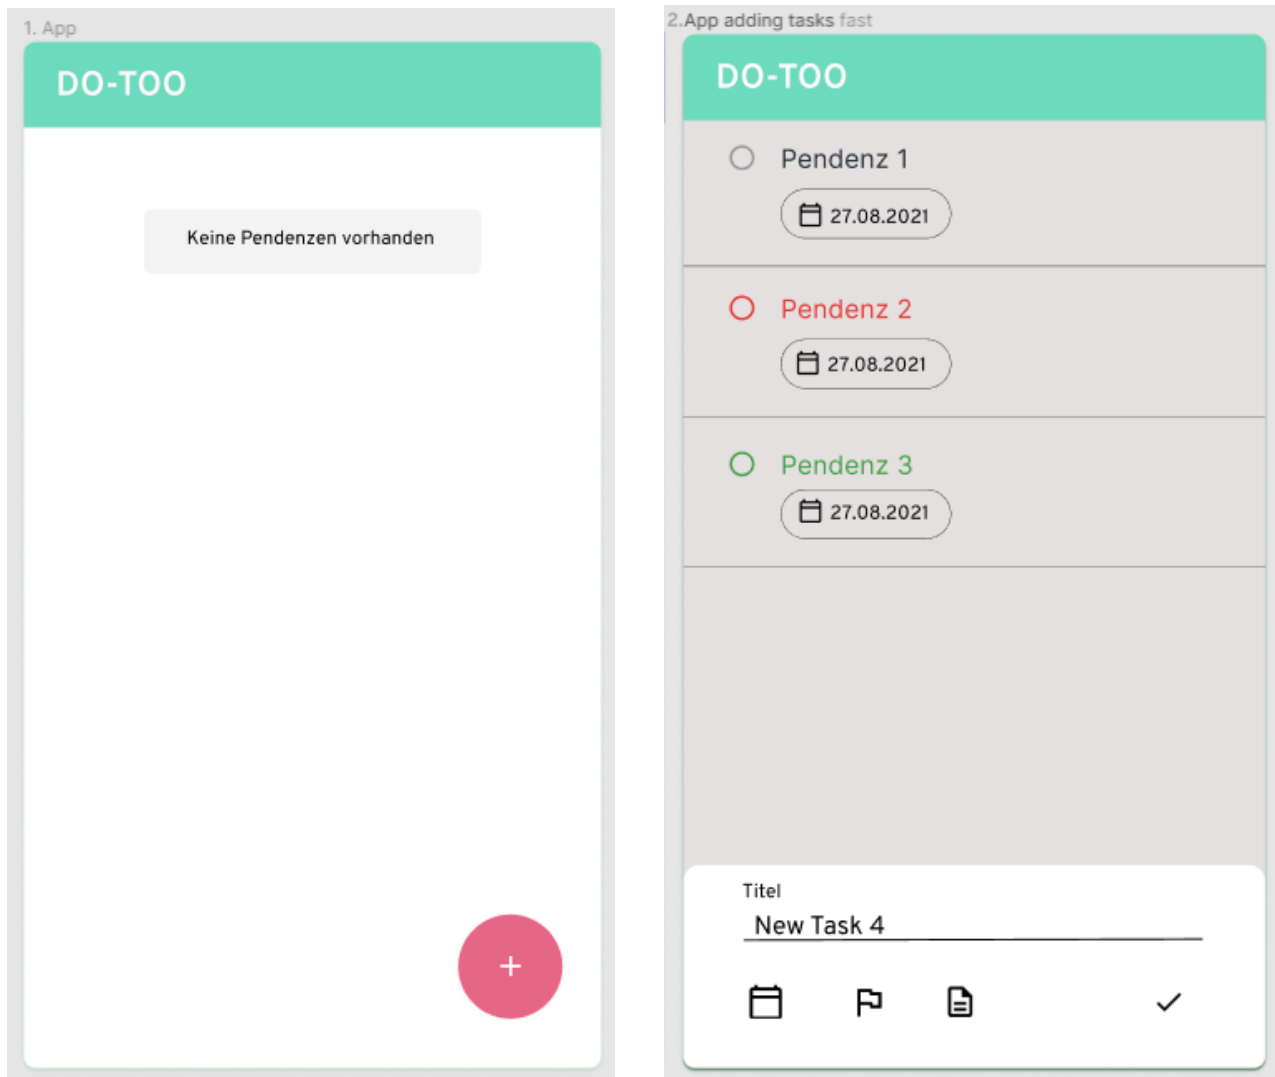 1. App
DO-TOO
Keine Pendenzen vorhanden
+
2.App adding tasks fast
DO-TOO
Pendenz 1
27.08.2021
Pendenz 2
27.08.2021
Pendenz 3
27.08.2021
Titel
New Task 4